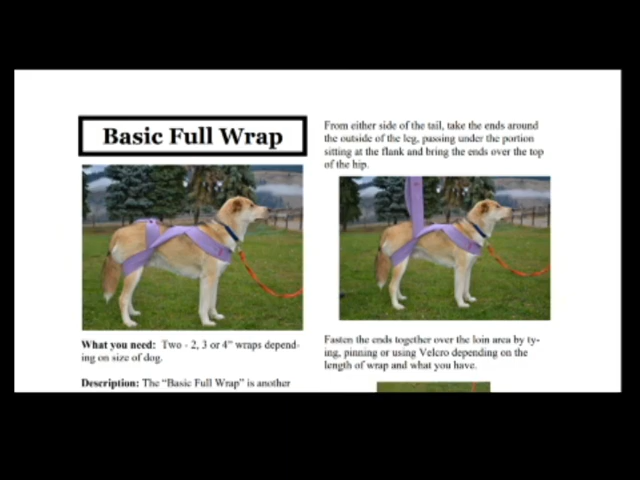 Basic Full Wrap
What you need: Two - 2, 3 or 4" wraps depend-
ing on size of dog.
Description: The "Basic Full Wrap" is another
From either side of the tail, take the ends around
the outside of the leg, passing under the portion
sitting at the flank and bring the ends over the top
of the hip.
Fasten the ends together over the loin area by ty-
ing, pinning or using Velcro depending on the
length of wrap and what you have.